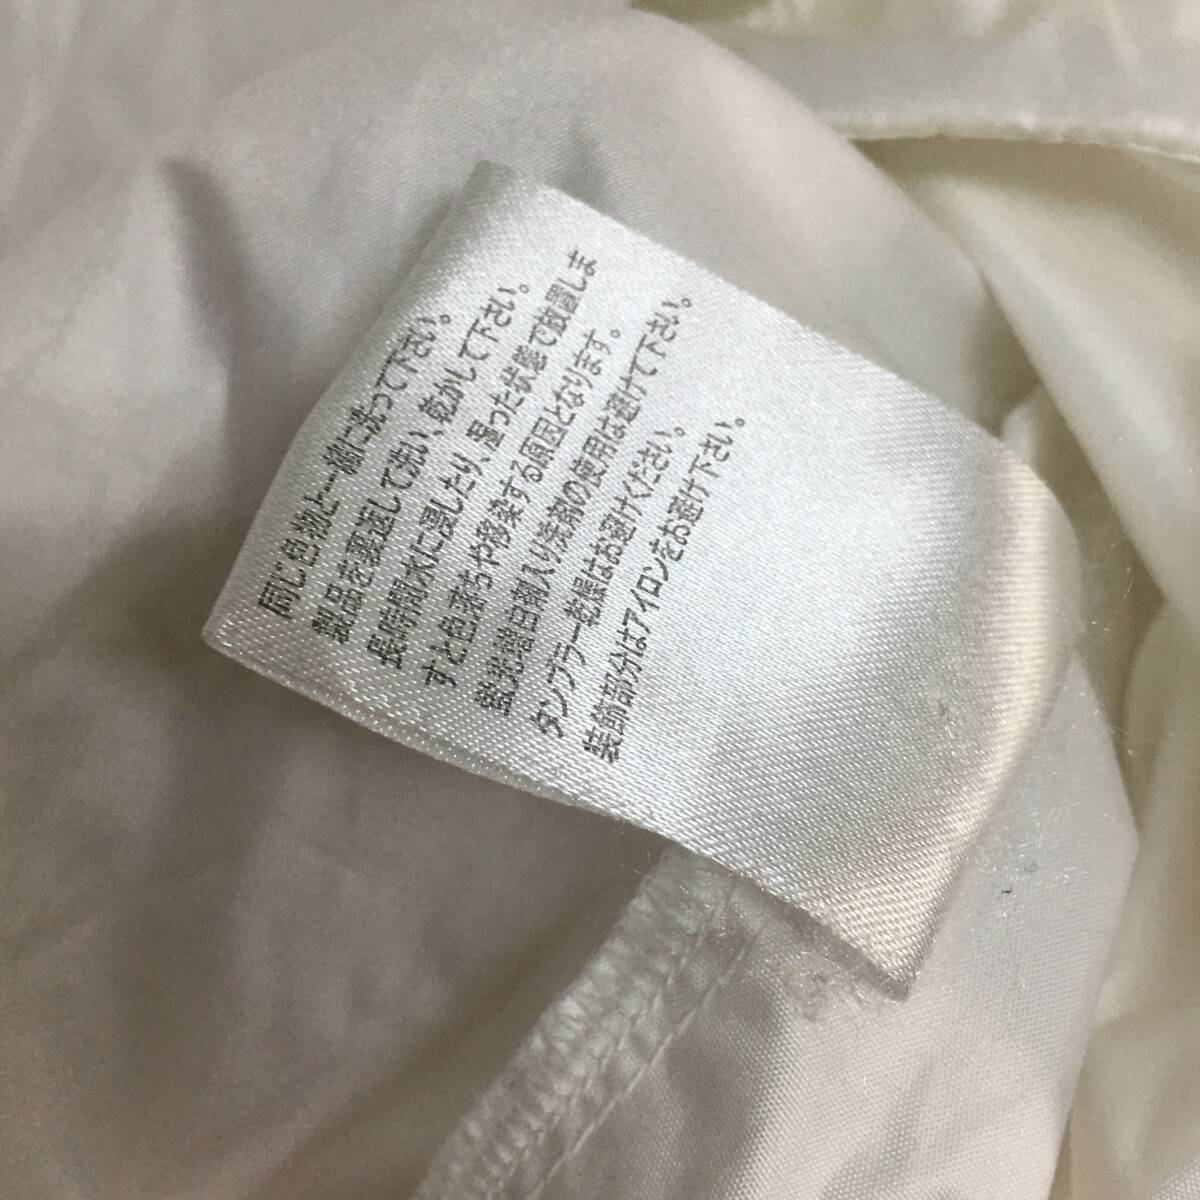 同じ色物と一緒に洗って下さい。
製品を裏返して洗い、乾かして下さい。
長時間水に浸したり、湿った状態で放置しま
すと色落ちや移染する原因となります。
蛍光増白剤入り洗剤の使用は避けて下さい。
タンブラー乾燥はお避けください。
装飾部分はアイロンをお避け下さい。